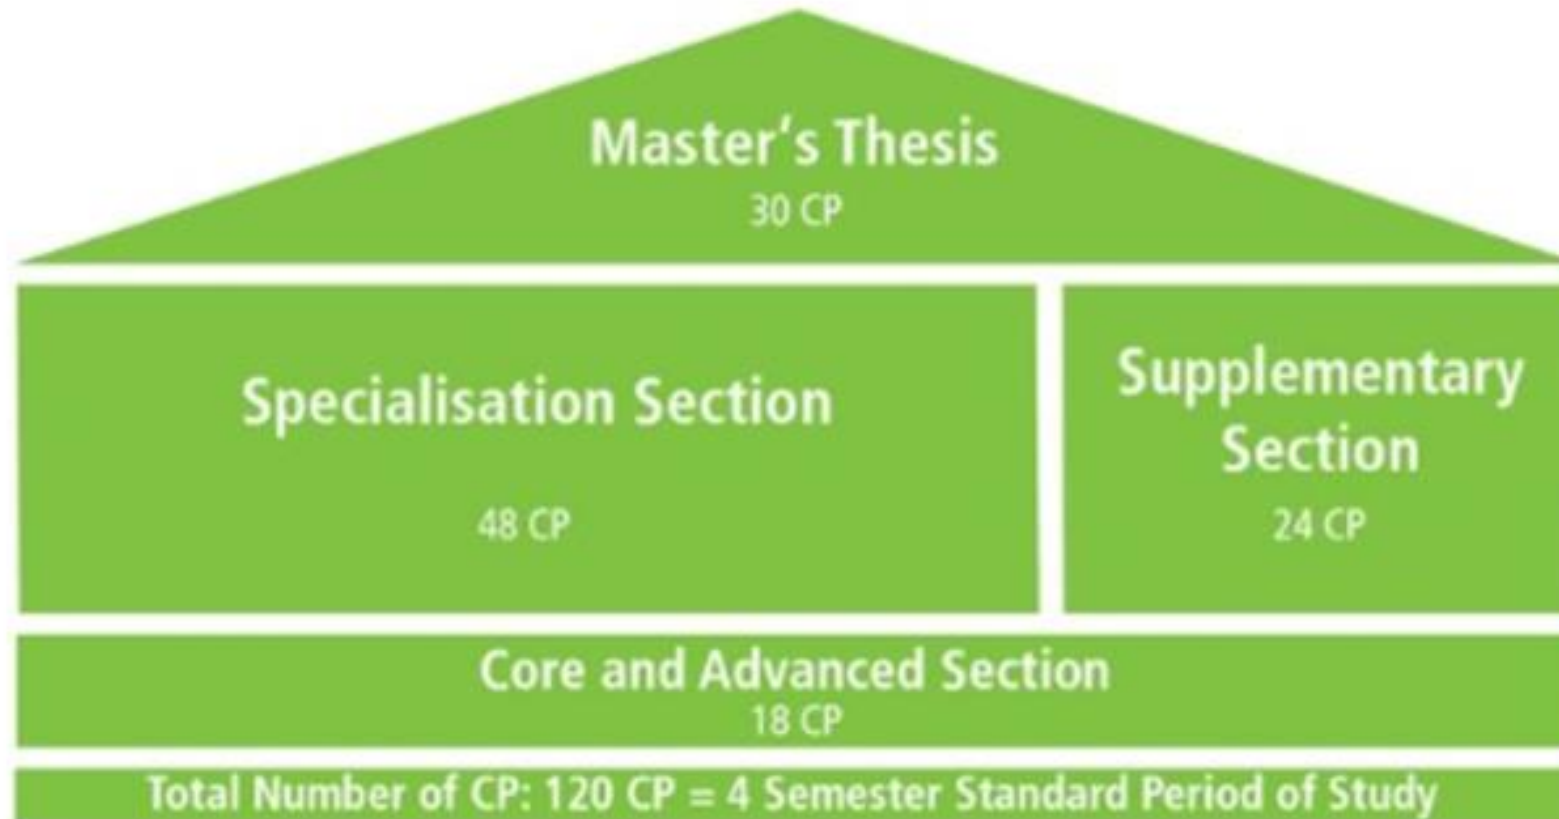 Master's Thesis
30 CP
Specialisation Section
48 CP
Supplementary
Section
24 CP
Core and Advanced Section
18 CP
Total Number of CP: 120 CP = 4 Semester Standard Period of Study